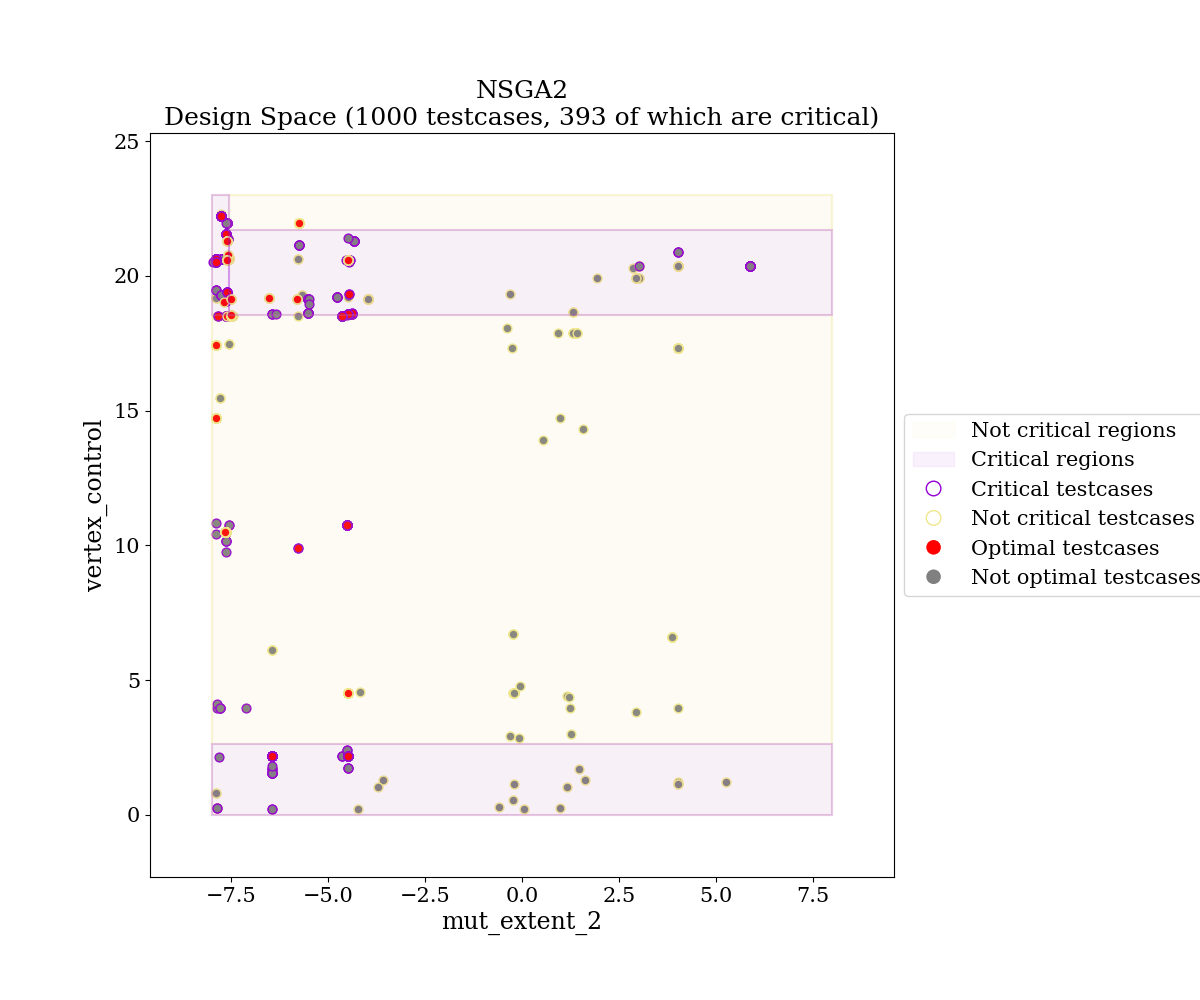 NSGA2
Design Space (1000 testcases, 393 of which are critical)
25
20
15
10
5
0
−7.5
−5.0
−2.5
0.0
2.5
5.0
7.5
mut_extent_2
vertex_control
Not critical regions
Critical regions
Critical testcases
Not critical testcases
Optimal testcases
Not optimal testcases